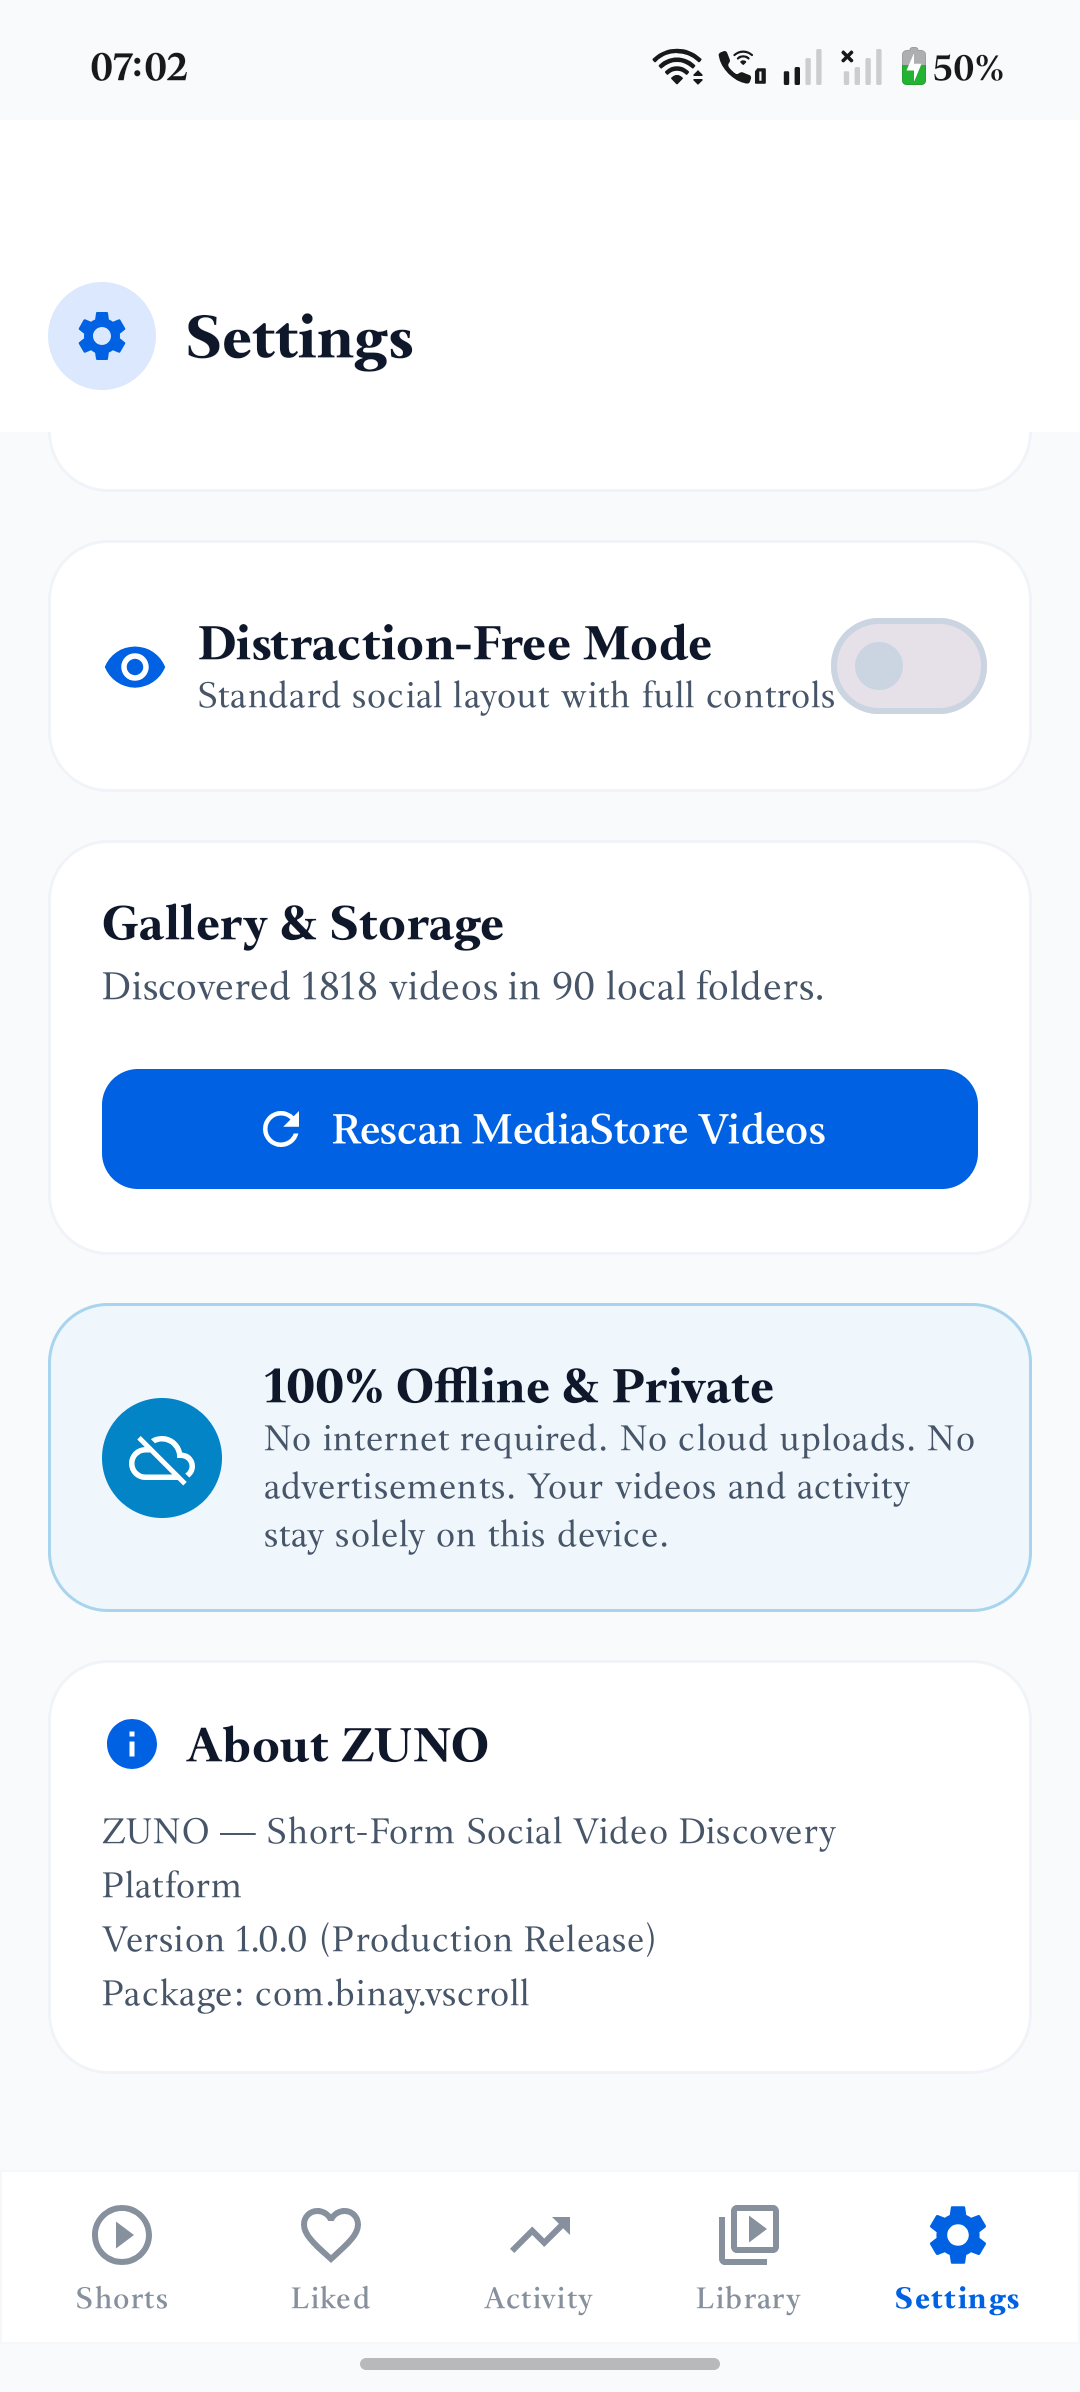 07:02
50%
Settings
Distraction-Free Mode
Standard social layout with full controls
Gallery & Storage
Discovered 1818 videos in 90 local folders.
Rescan MediaStore Videos
100% Offline & Private
No internet required. No cloud uploads. No
advertisements. Your videos and activity
stay solely on this device.
About ZUNO
ZUNO — Short-Form Social Video Discovery
Platform
Version 1.0.0 (Production Release)
Package: com.binay.vscroll
Shorts
Liked
Activity
Library
Settings